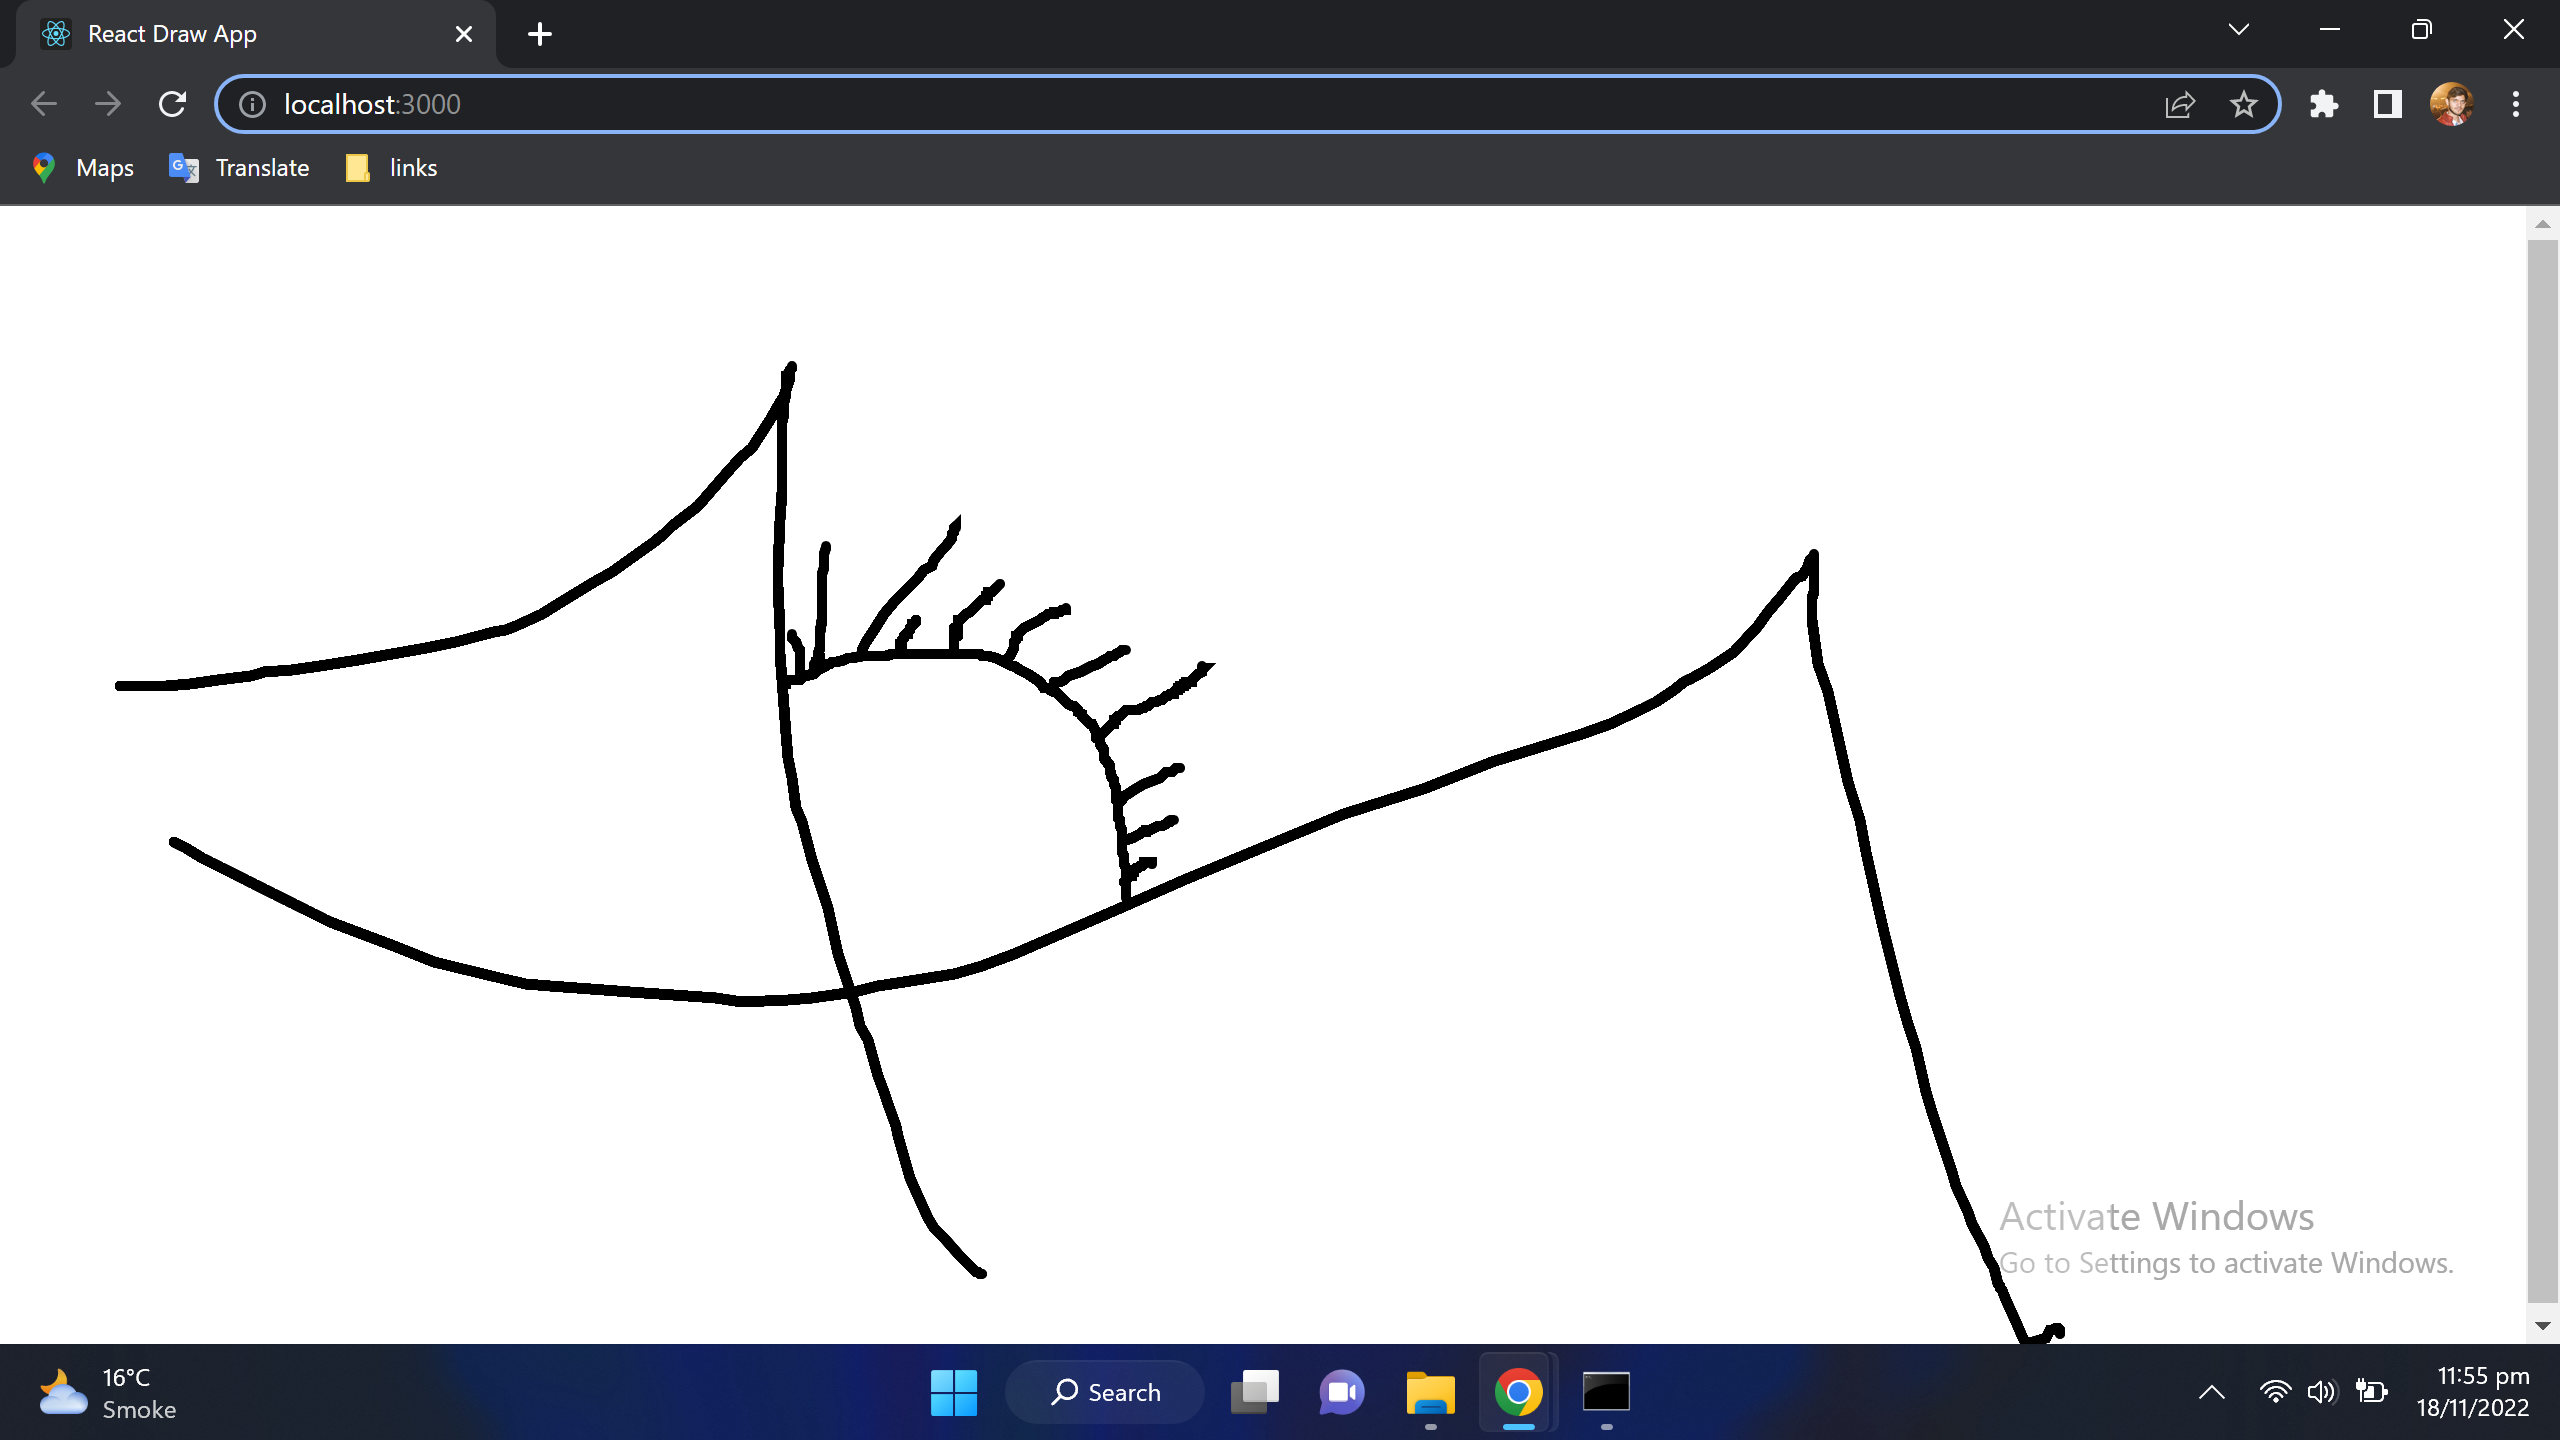 React Draw App
localhost:3000
Maps Translate links
Activate Windows
Go to Settings to activate Windows.
16°C
Smoke
Search
11:55 pm
18/11/2022